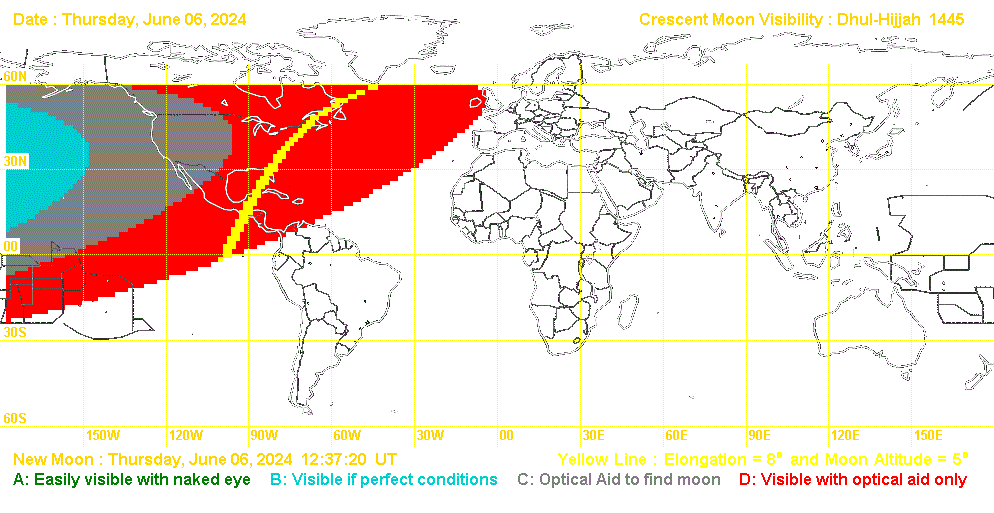 Date : Thursday, June 06, 2024 Crescent Moon Visibility : Dhul-Hijjah 1445
60N
30N
00
30S
60S
150W 120W 90W 60W 30W 00 30E 60E 90E 120E 150E
New Moon : Thursday, June 06, 2024 12:37:20 UT Yellow Line : Elongation = 8° and Moon Altitude = 5°
A: Easily visible with naked eye B: Visible if perfect conditions C: Optical Aid to find moon D: Visible with optical aid only